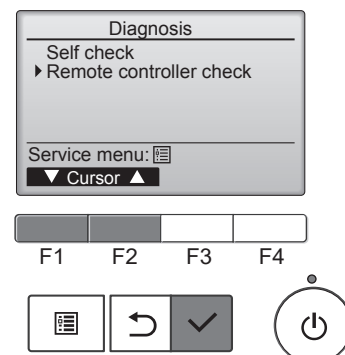 Diagnosis
Self check
Remote controller check
Service menu:
Cursor
F1 F2 F3 F4